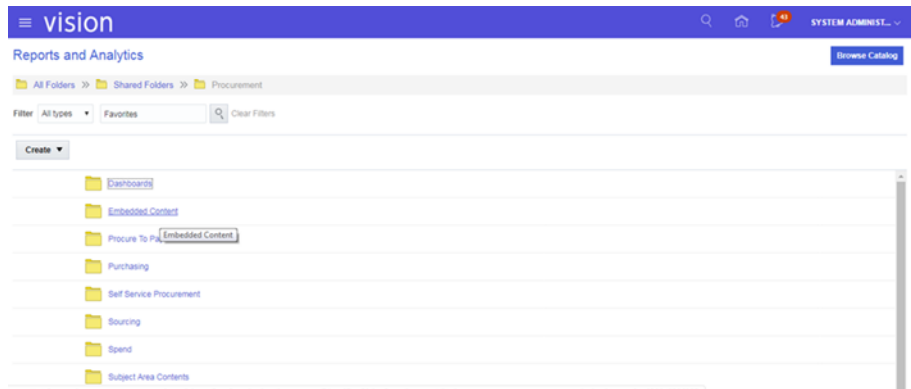 vision
43
SYSTEM ADMINIST...
Reports and Analytics
Browse Catalog
All Folders » Shared Folders » Procurement
Filter All types Favorites Clear Filters
Create
Dashboards
Embedded Content
Procure To Pa
Embedded Content
Purchasing
Self Service Procurement
Sourcing
Spend
Subject Area Contents